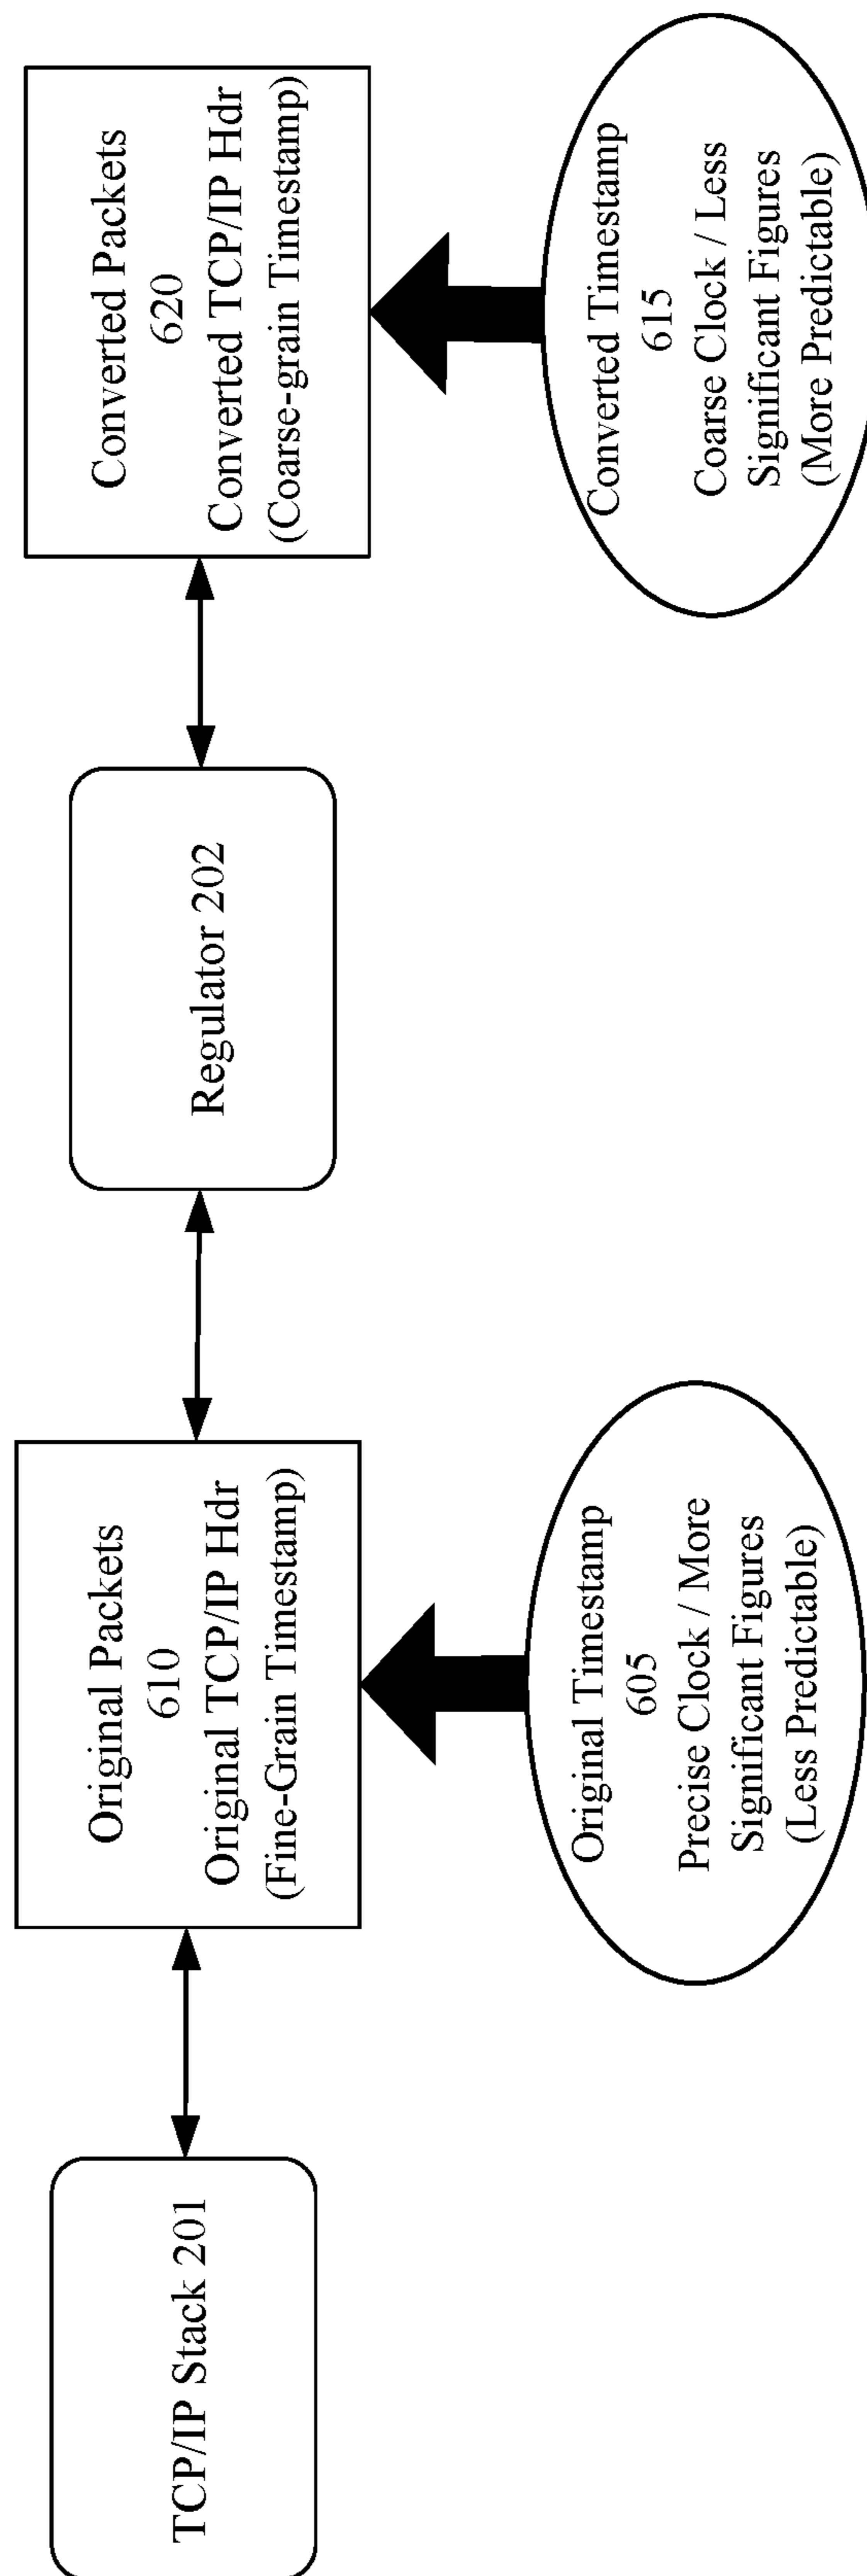 TCP/IP Stack 201
Original Packets
610
Original TCP/IP Hdr
(Fine-Grain Timestamp)
Original Timestamp
605
Precise Clock / More
Significant Figures
(Less Predictable)
Regulator 202
Converted Packets
620
Converted TCP/IP Hdr
(Coarse-grain Timestamp)
Converted Timestamp
615
Coarse Clock / Less
Significant Figures
(More Predictable)